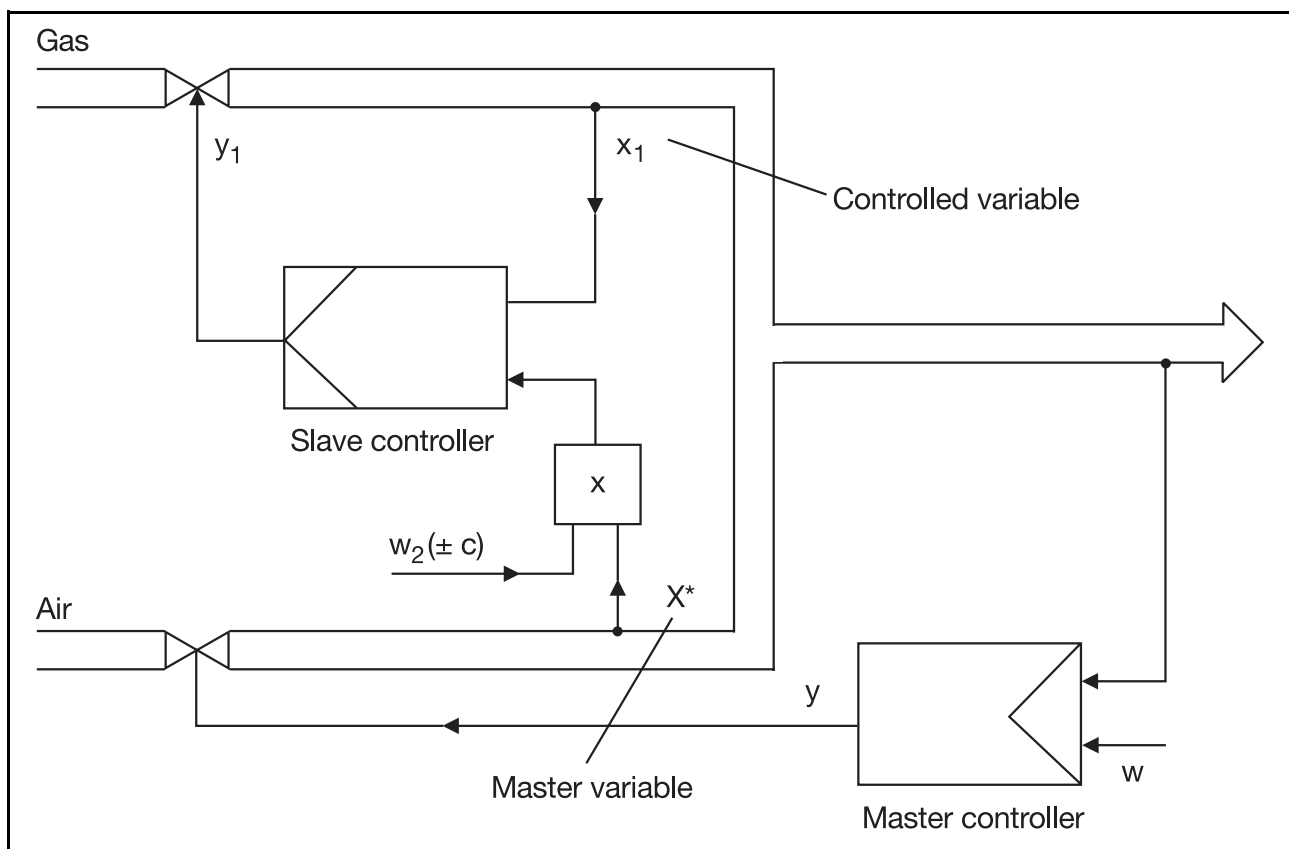 Gas
y₁
x₁
Controlled variable
Slave controller
x
w₂(± c)
Air
X*
y
Master variable
w
Master controller